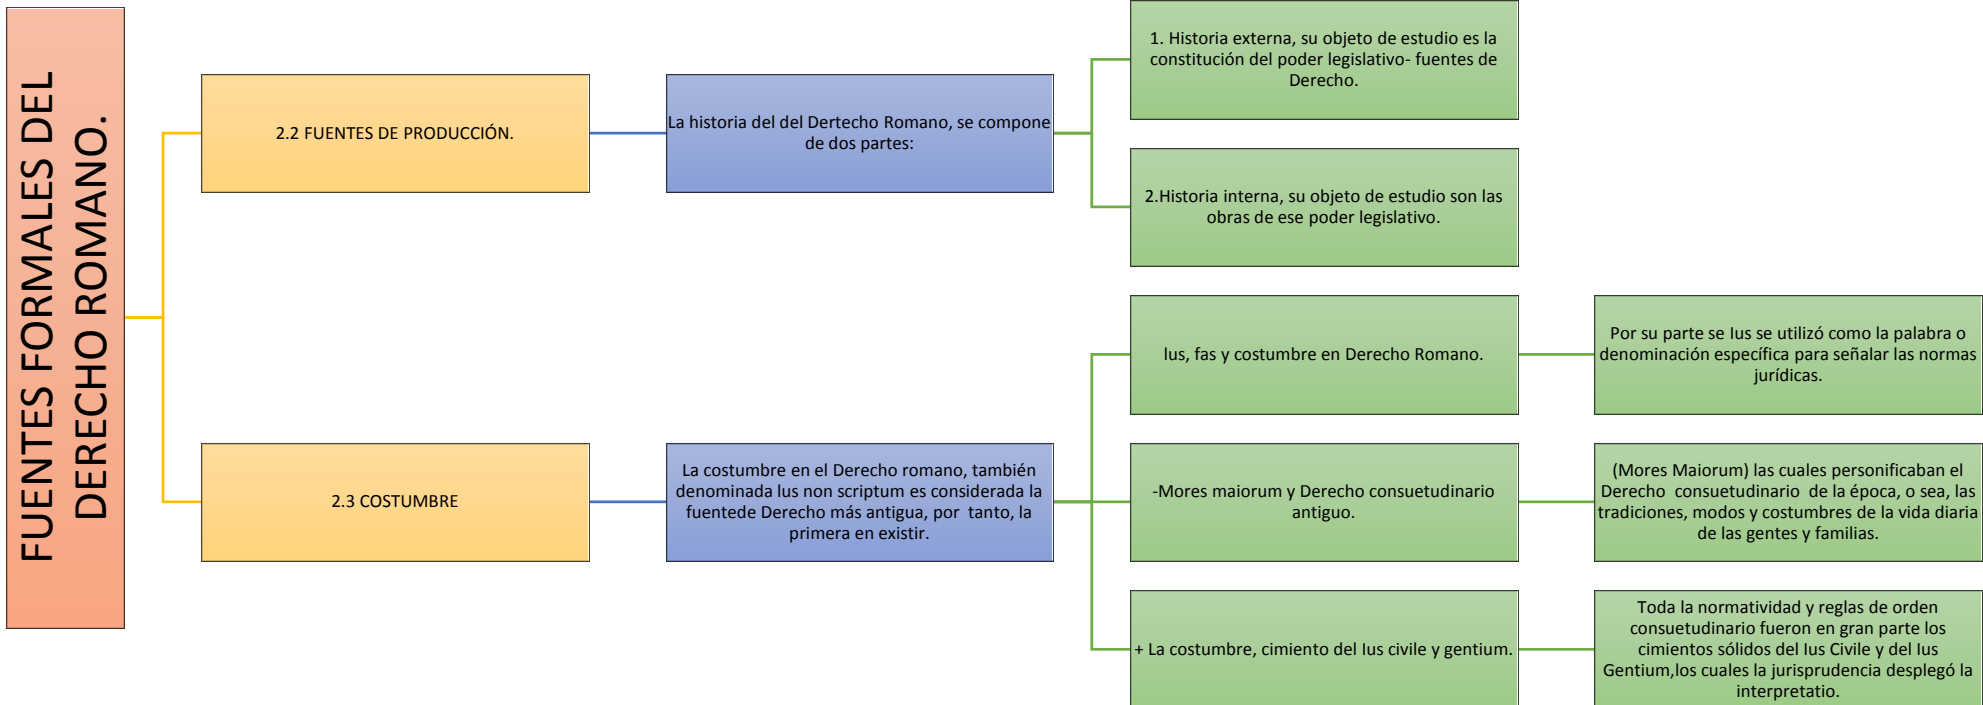 FUENTES FORMALES DEL
DERECHO ROMANO.
2.2 FUENTES DE PRODUCCIÓN.
La historia del del Dertecho Romano, se compone
de dos partes:
1. Historia externa, su objeto de estudio es la
constitución del poder legislativo- fuentes de
Derecho.
2.Historia interna, su objeto de estudio son las
obras de ese poder legislativo.
2.3 COSTUMBRE
La costumbre en el Derecho romano, también
denominada lus non scriptum es considerada la
fuentede Derecho más antigua, por tanto, la
primera en existir.
lus, fas y costumbre en Derecho Romano.
Por su parte se Ius se utilizó como la palabra o
denominación específica para señalar las normas
jurídicas.
-Mores maiorum y Derecho consuetudinario
antiguo.
(Mores Maiorum) las cuales personificaban el
Derecho consuetudinario de la época, o sea, las
tradiciones, modos y costumbres de la vida diaria
de las gentes y familias.
+ La costumbre, cimiento del Ius civile y gentium.
Toda la normatividad y reglas de orden
consuetudinario fueron en gran parte los
cimientos sólidos del Ius Civile y del Ius
Gentium,los cuales la jurisprudencia desplegó la
interpretatio.